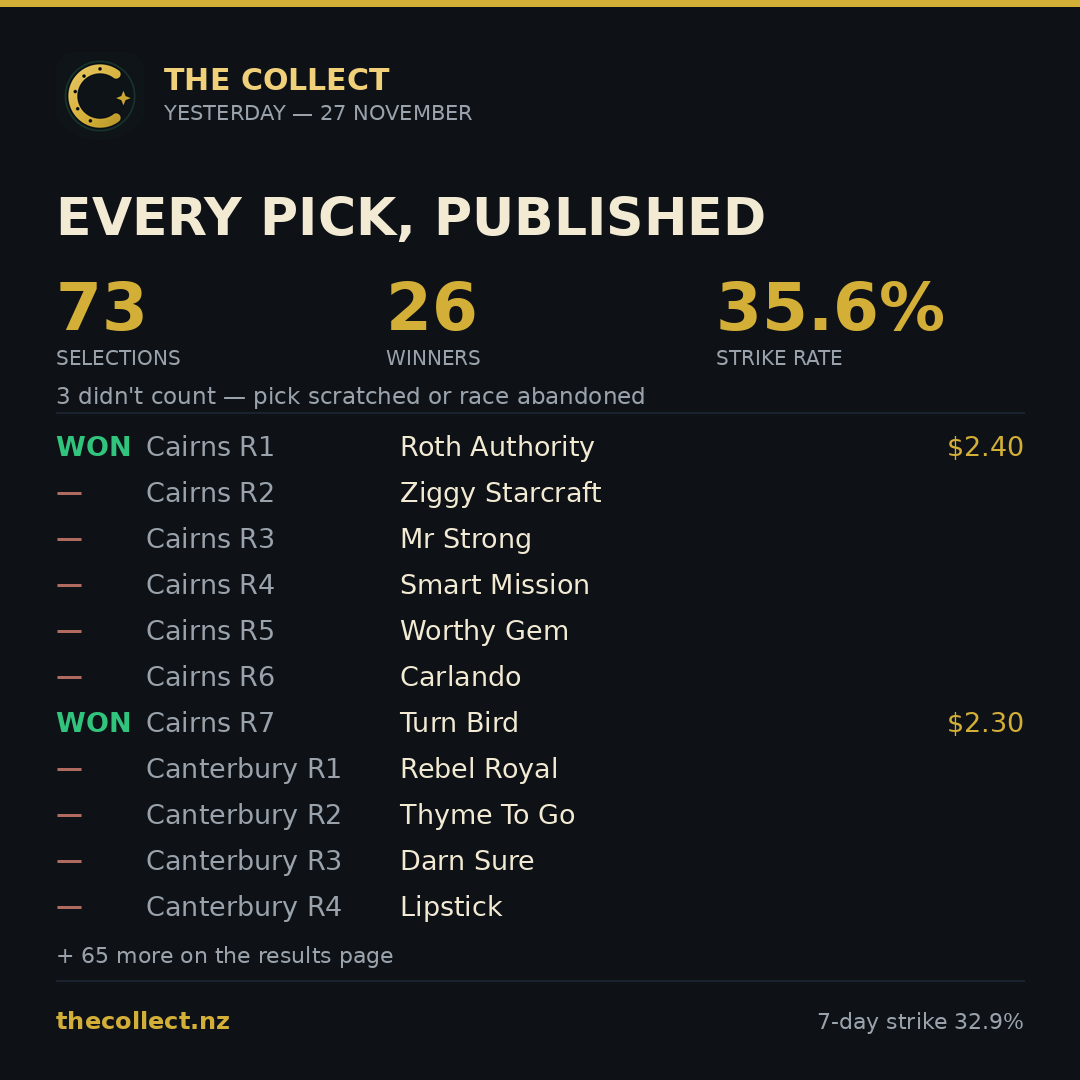 THE COLLECT
YESTERDAY — 27 NOVEMBER
EVERY PICK, PUBLISHED
73 26 35.6%
SELECTIONS WINNERS STRIKE RATE
3 didn't count — pick scratched or race abandoned
WON Cairns R1 Roth Authority $2.40
— Cairns R2 Ziggy Starcraft
— Cairns R3 Mr Strong
— Cairns R4 Smart Mission
— Cairns R5 Worthy Gem
— Cairns R6 Carlando
WON Cairns R7 Turn Bird $2.30
— Canterbury R1 Rebel Royal
— Canterbury R2 Thyme To Go
— Canterbury R3 Darn Sure
— Canterbury R4 Lipstick
+ 65 more on the results page
thecollect.nz 7-day strike 32.9%